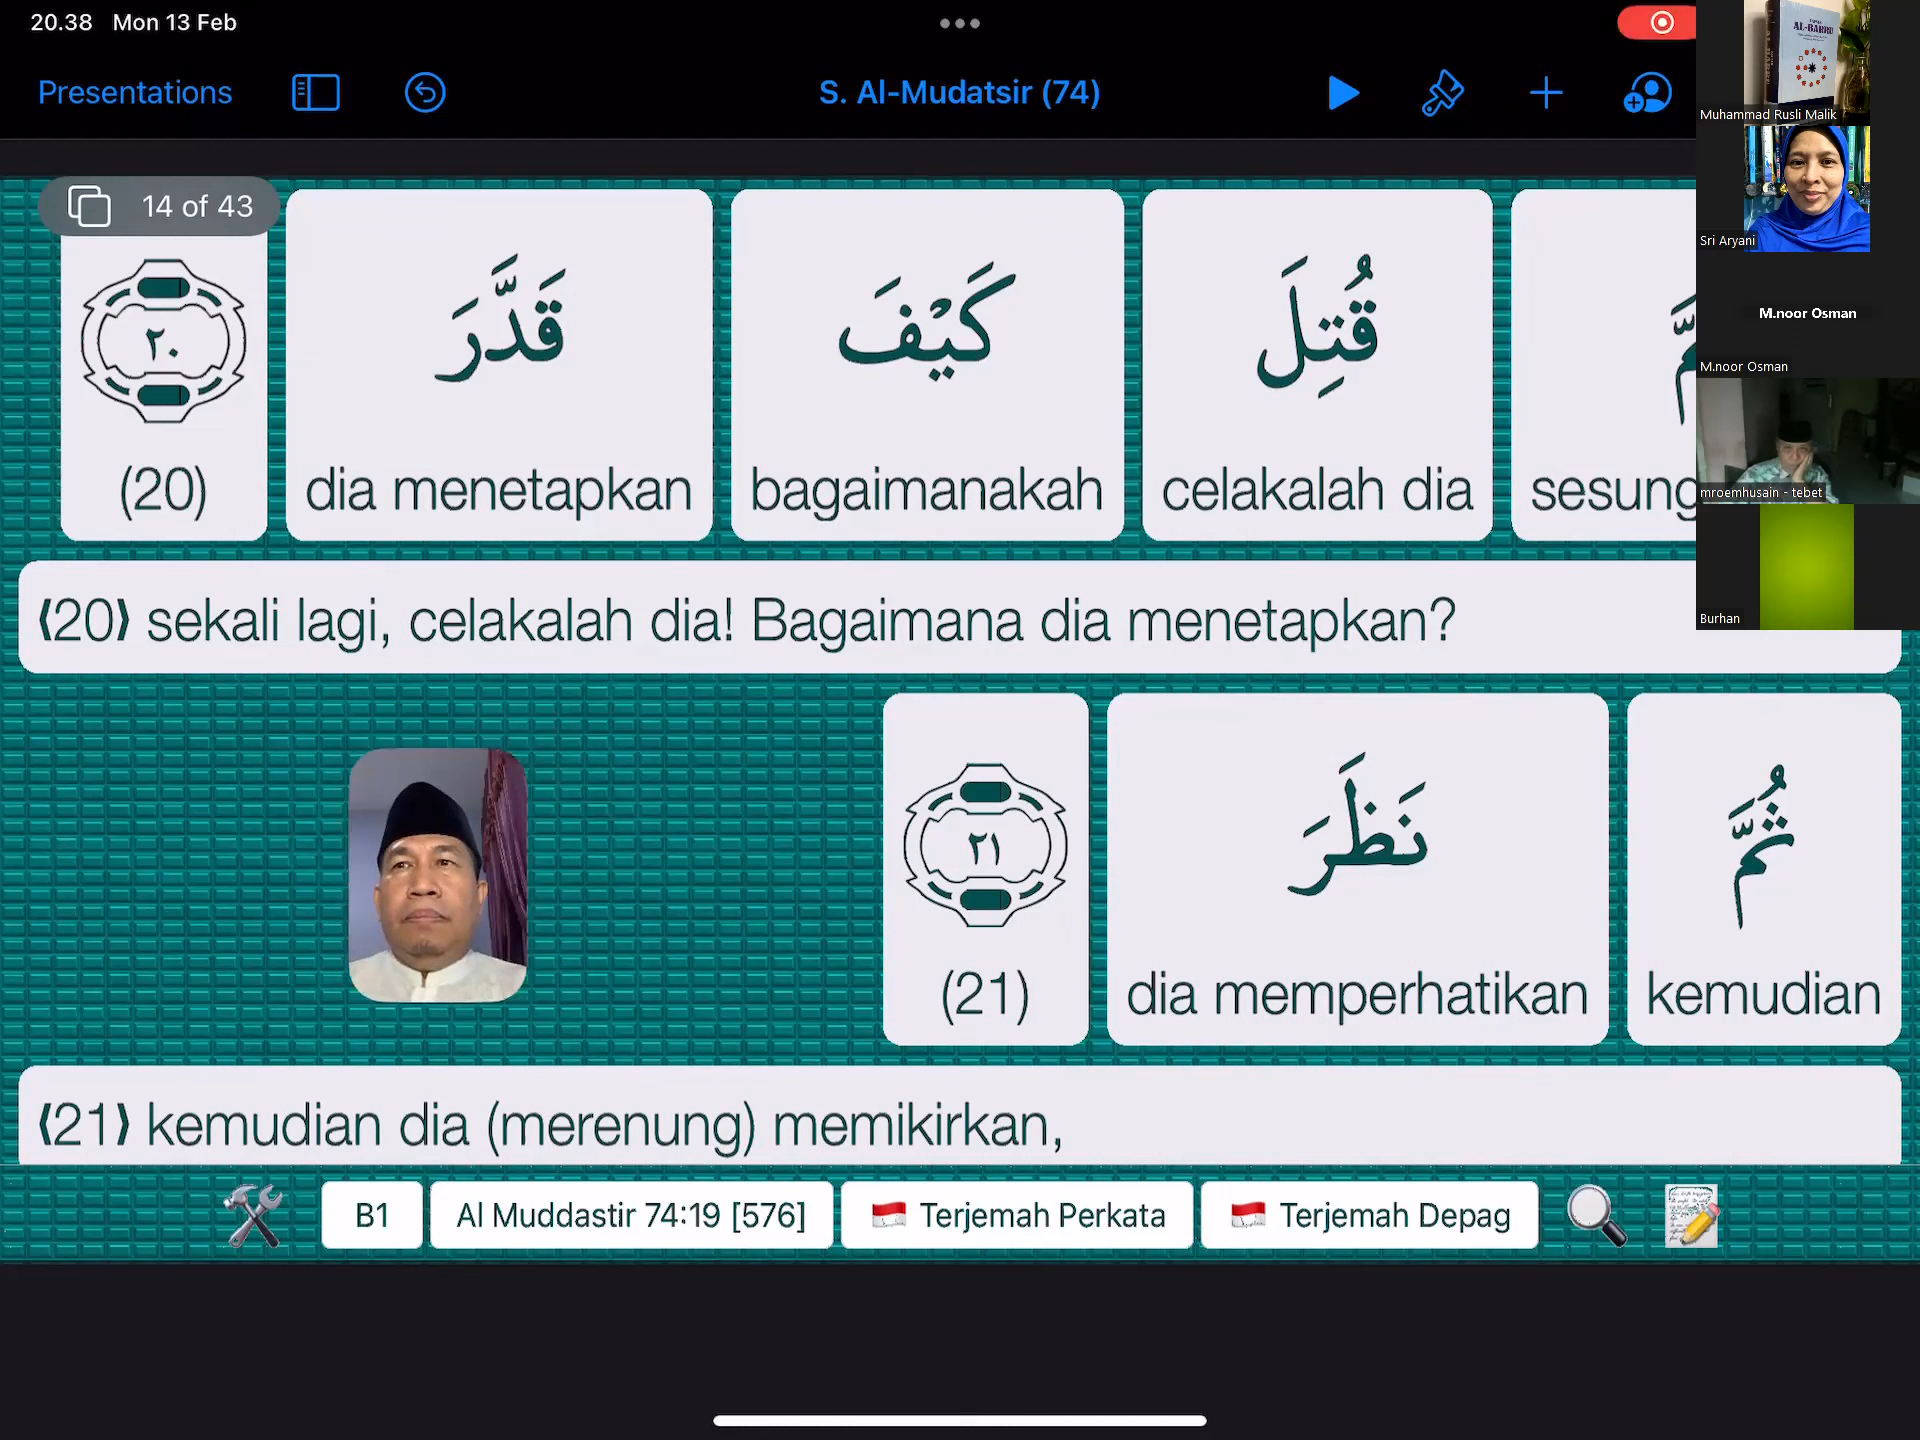 20.38 Mon 13 Feb
Presentations
S. Al-Mudatsir (74)
14 of 43
قُتِلَ كَيْفَ قَدَّرَ ٢٠
(20) dia menetapkan bagaimanakah celakalah dia sesung
⟨20⟩ sekali lagi, celakalah dia! Bagaimana dia menetapkan?
ثُمَّ نَظَرَ ٢١
(21) dia memperhatikan kemudian
⟨21⟩ kemudian dia (merenung) memikirkan,
B1 Al Muddastir 74:19 [576] Terjemah Perkata Terjemah Depag
AL-BARRU
Muhammad Rusli Malik
Sri Aryani
M.noor Osman
M.noor Osman
mroemhusain - tebet
Burhan